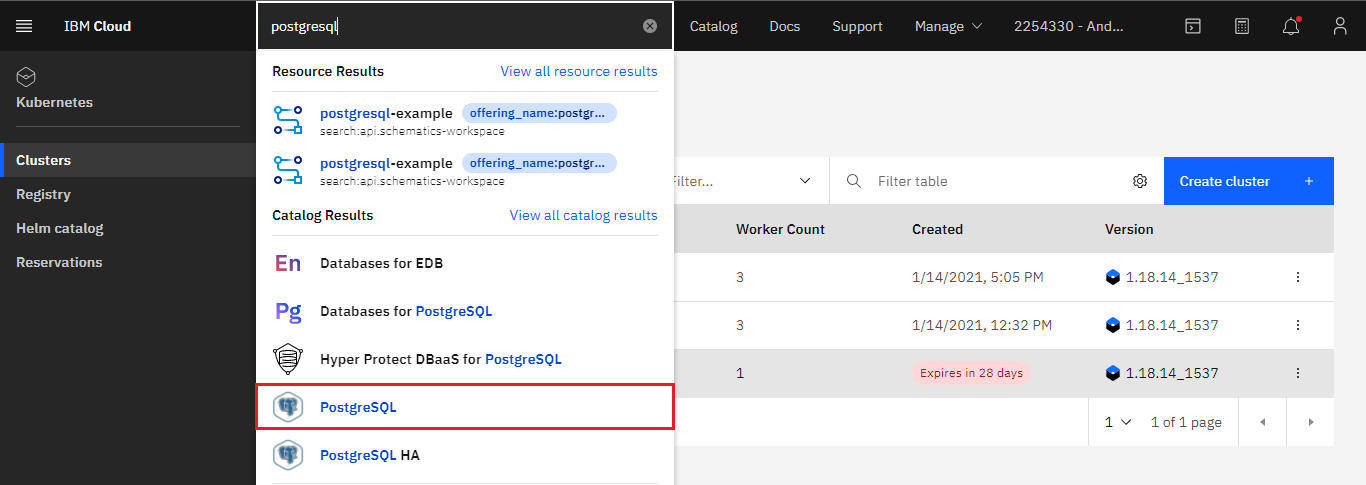 IBM Cloud
postgresql
Catalog
Docs
Support
Manage
2254330 - And...
Kubernetes
Clusters
Registry
Helm catalog
Reservations
Resource Results
View all resource results
postgresql-example
offering_name:postgr...
search:api.schematics-workspace
postgresql-example
offering_name:postgr...
search:api.schematics-workspace
Catalog Results
View all catalog results
En
Databases for EDB
Pg
Databases for PostgreSQL
Hyper Protect DBaaS for PostgreSQL
PostgreSQL
PostgreSQL HA
Filter...
Filter table
Create cluster +
Worker Count
Created
Version
3
1/14/2021, 5:05 PM
1.18.14_1537
3
1/14/2021, 12:32 PM
1.18.14_1537
1
Expires in 28 days
1.18.14_1537
1
1 of 1 page